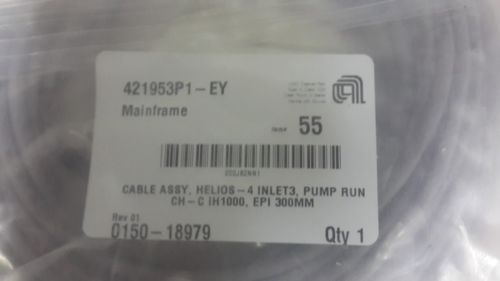 421953P1-EY
Mainframe
Item# 55
CABLE ASSY, HELIOS-4 INLET3, PUMP RUN
CH-C IH1000, EPI 300MM
Rev 01
0150-18979 Qty 1